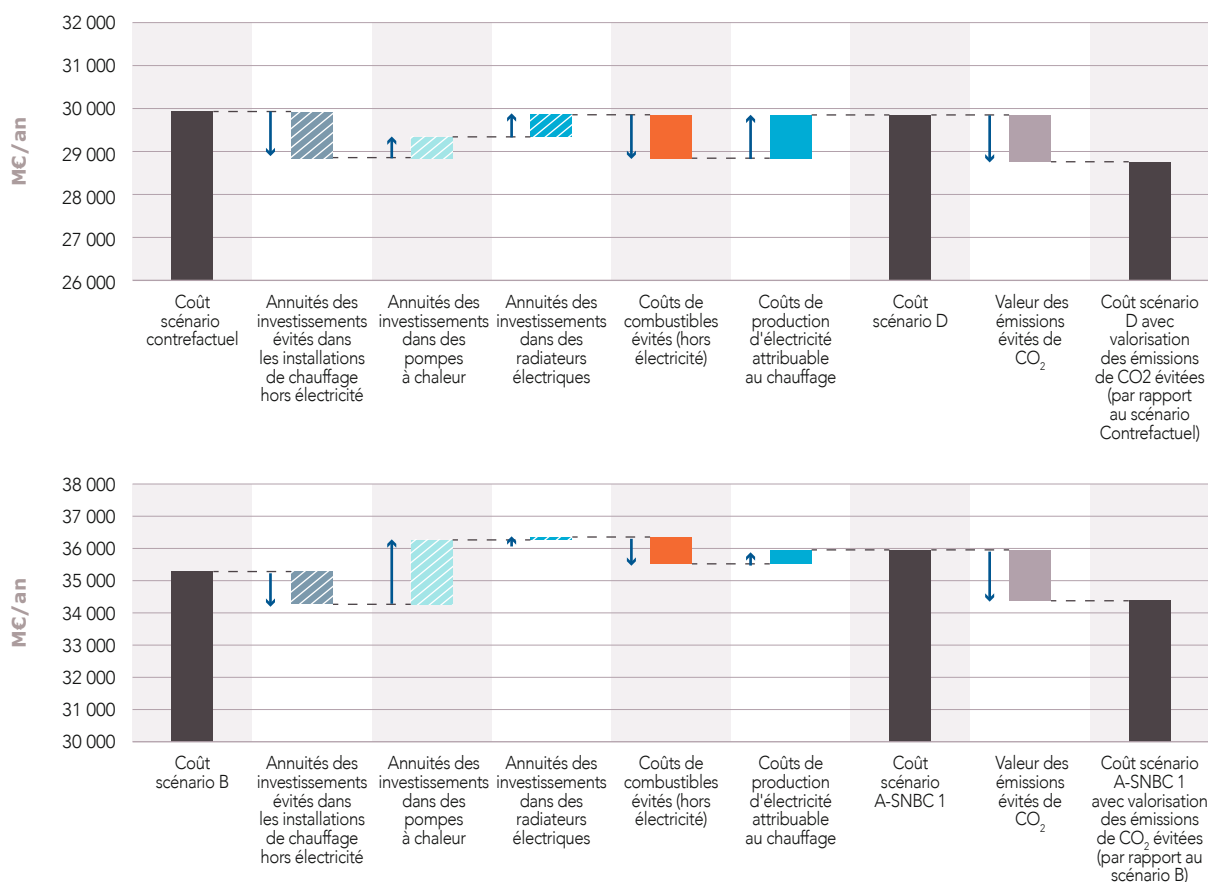 32 000
31 000
30 000
29 000
28 000
27 000
26 000
M€/an
Coût
scénario
contrefactuel
Annuités des
investissements
évités dans
les installations
de chauffage
hors électricité
Annuités des
investissements
dans des
pompes
à chaleur
Annuités des
investissements
dans des
radiateurs
électriques
Coûts de
combustibles
évités (hors
électricité)
Coûts de
production
d'électricité
attribuable
au chauffage
Coût
scénario D
Valeur des
émissions
évités de
CO₂
Coût scénario
D avec
valorisation
des émissions
de CO2 évitées
(par rapport
au scénario
Contrefactuel)
38 000
37 000
36 000
35 000
34 000
33 000
32 000
31 000
30 000
M€/an
Coût
scénario B
Annuités des
investissements
évités dans
les installations
de chauffage
hors électricité
Annuités des
investissements
dans des
pompes
à chaleur
Annuités des
investissements
dans des
radiateurs
électriques
Coûts de
combustibles
évités (hors
électricité)
Coûts de
production
d'électricité
attribuable
au chauffage
Coût
scénario
A-SNBC 1
Valeur des
émissions
évités de
CO₂
Coût scénario
A-SNBC 1
avec valorisation
des émissions
de CO₂ évitées
(par rapport au
scénario B)